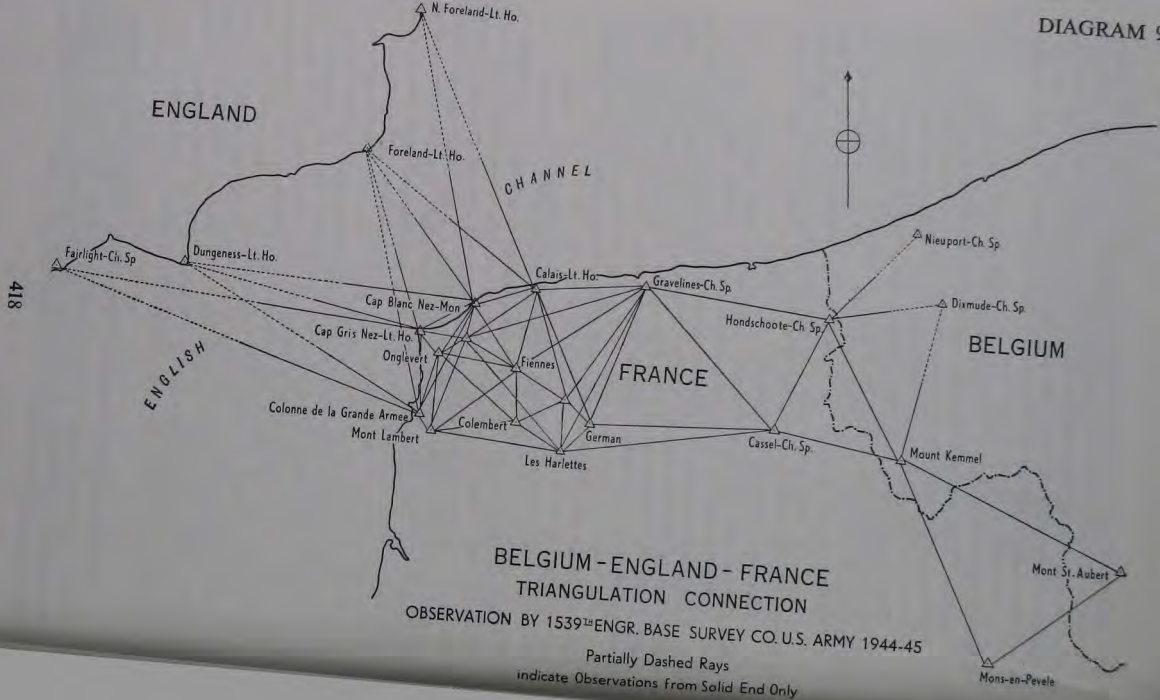 DIAGRAM 9
N. Foreland-Lt. Ho.
ENGLAND
Foreland-Lt. Ho.
CHANNEL
Fairlight-Ch. Sp
Dungeness-Lt. Ho.
Nieuport-Ch. Sp
Calais-Lt. Ho.
Gravelines-Ch. Sp.
Cap Blanc Nez-Mon
Dixmude-Ch. Sp.
418
Hondschoote-Ch. Sp.
Cap Gris Nez-Lt. Ho.
BELGIUM
Onglevert
Fiennes
FRANCE
ENGLISH
Colonne de la Grande Armee
Colembert
Mont Lambert
German
Cassel-Ch. Sp.
Les Harlettes
Mount Kemmel
BELGIUM-ENGLAND-FRANCE
TRIANGULATION CONNECTION
Mont St. Aubert
OBSERVATION BY 1539TH ENGR. BASE SURVEY CO. U.S. ARMY 1944-45
Partially Dashed Rays
indicate Observations from Solid End Only
Mons-en-Pevele